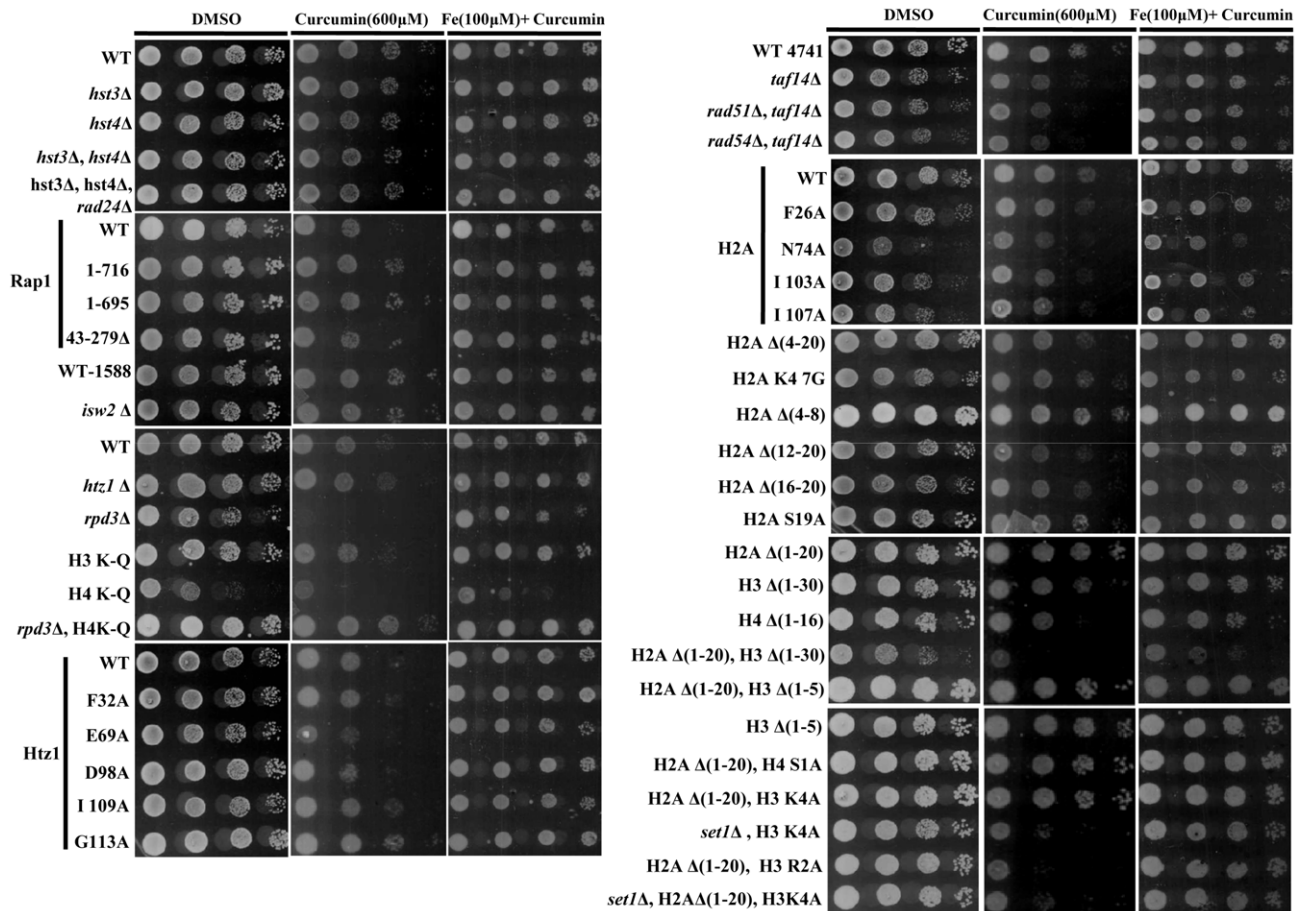 DMSO Curcumin(600µM) Fe(100µM)+ Curcumin
WT
hst3Δ
hst4Δ
hst3Δ, hst4Δ
hst3Δ, hst4Δ,
rad24Δ
Rap1
WT
1-716
1-695
43-279Δ
WT-1588
isw2 Δ
WT
htz1 Δ
rpd3Δ
H3 K-Q
H4 K-Q
rpd3Δ, H4K-Q
Htz1
WT
F32A
E69A
D98A
I 109A
G113A
DMSO Curcumin(600µM) Fe(100µM)+ Curcumin
WT 4741
taf14Δ
rad51Δ, taf14Δ
rad54Δ, taf14Δ
H2A
WT
F26A
N74A
I 103A
I 107A
H2A Δ(4-20)
H2A K4 7G
H2A Δ(4-8)
H2A Δ(12-20)
H2A Δ(16-20)
H2A S19A
H2A Δ(1-20)
H3 Δ(1-30)
H4 Δ(1-16)
H2A Δ(1-20), H3 Δ(1-30)
H2A Δ(1-20), H3 Δ(1-5)
H3 Δ(1-5)
H2A Δ(1-20), H4 S1A
H2A Δ(1-20), H3 K4A
set1Δ , H3 K4A
H2A Δ(1-20), H3 R2A
set1Δ, H2AΔ(1-20), H3K4A